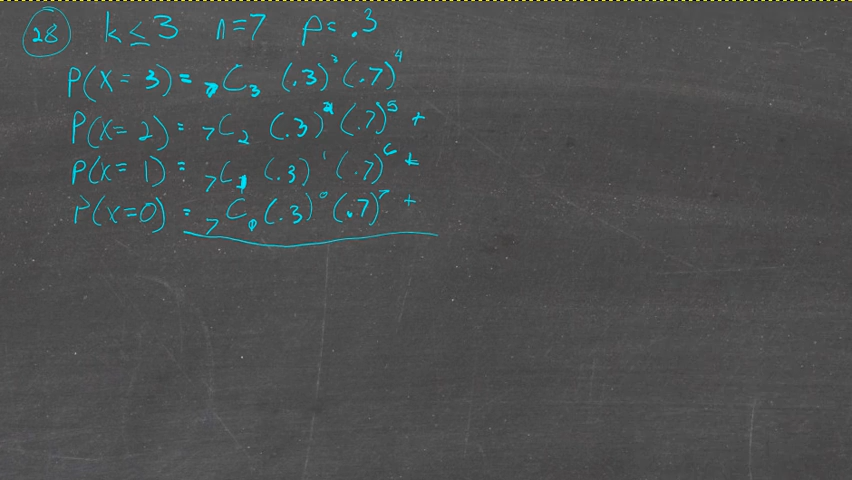 28 k ≤ 3 n=7 p= .3
P(X = 3) = ₇C₃ (.3)³ (.7)⁴
P(X = 2) = ₇C₂ (.3)² (.7)⁵ +
P(X = 1) = ₇C₁ (.3)¹ (.7)⁶ +
P(X=0) = ₇C₀ (.3)⁰ (.7)⁷ +